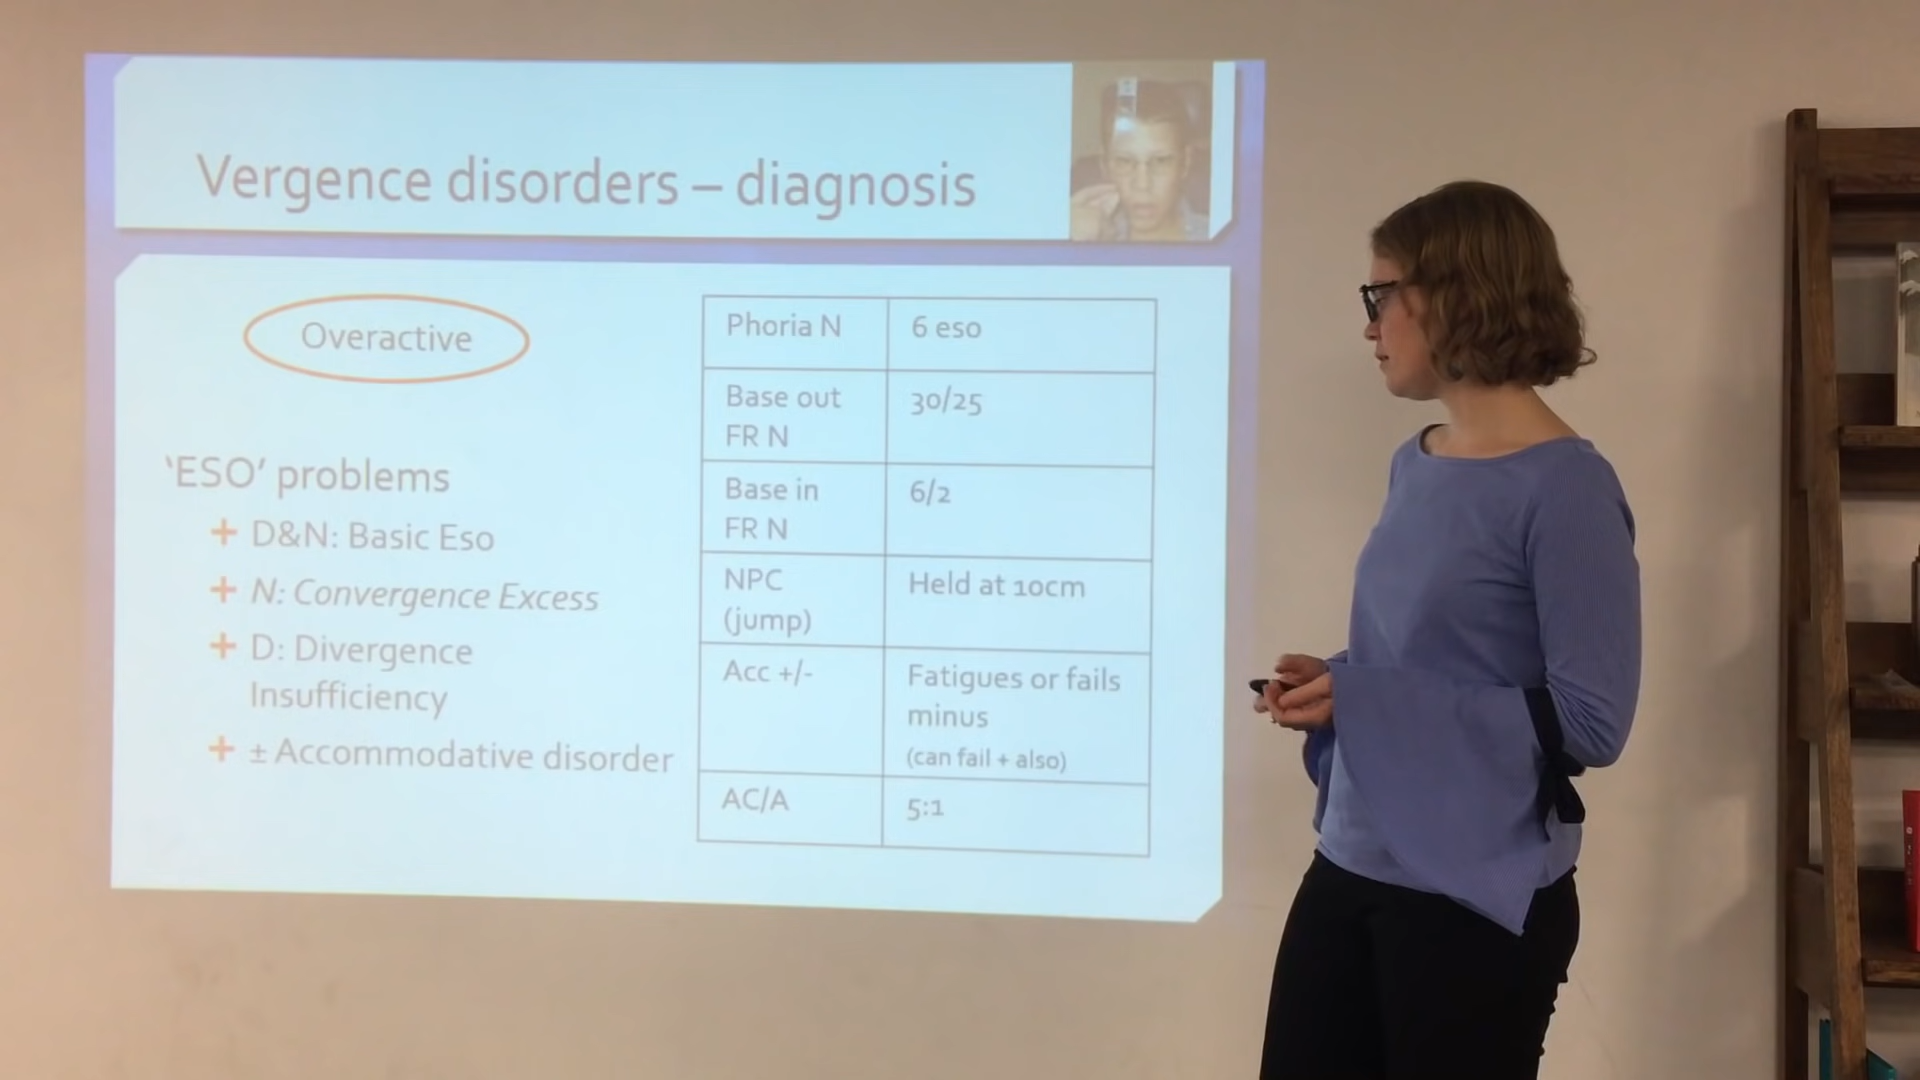 Vergence disorders – diagnosis
Overactive
‘ESO’ problems
+ D&N: Basic Eso
+ N: Convergence Excess
+ D: Divergence
Insufficiency
+ ± Accommodative disorder
Phoria N
6 eso
Base out
FR N
30/25
Base in
FR N
6/2
NPC
(jump)
Held at 10cm
Acc +/-
Fatigues or fails
minus
(can fail + also)
AC/A
5:1